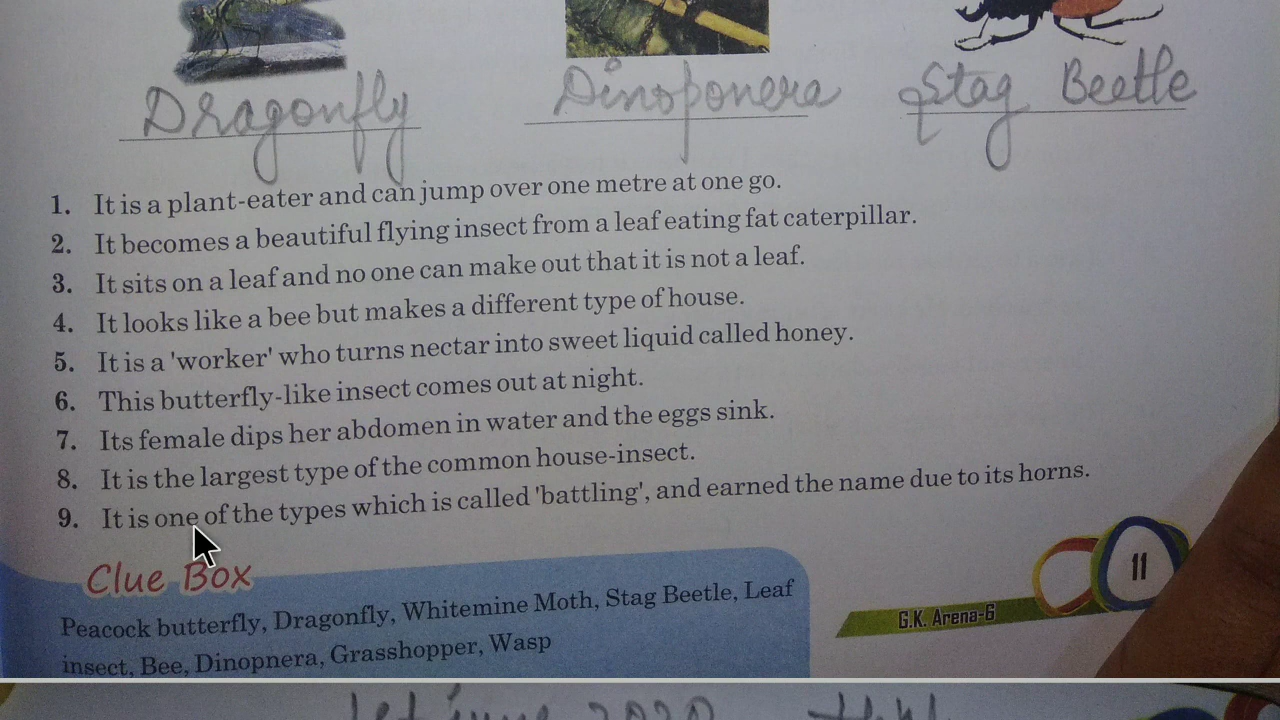 Dragonfly Dinoponera Stag Beetle
1. It is a plant-eater and can jump over one metre at one go.
2. It becomes a beautiful flying insect from a leaf eating fat caterpillar.
3. It sits on a leaf and no one can make out that it is not a leaf.
4. It looks like a bee but makes a different type of house.
5. It is a 'worker' who turns nectar into sweet liquid called honey.
6. This butterfly-like insect comes out at night.
7. Its female dips her abdomen in water and the eggs sink.
8. It is the largest type of the common house-insect.
9. It is one of the types which is called 'battling', and earned the name due to its horns.
Clue Box
Peacock butterfly, Dragonfly, Whitemine Moth, Stag Beetle, Leaf
insect, Bee, Dinopnera, Grasshopper, Wasp
11
G.K. Arena-6
1st june 2020 H.W